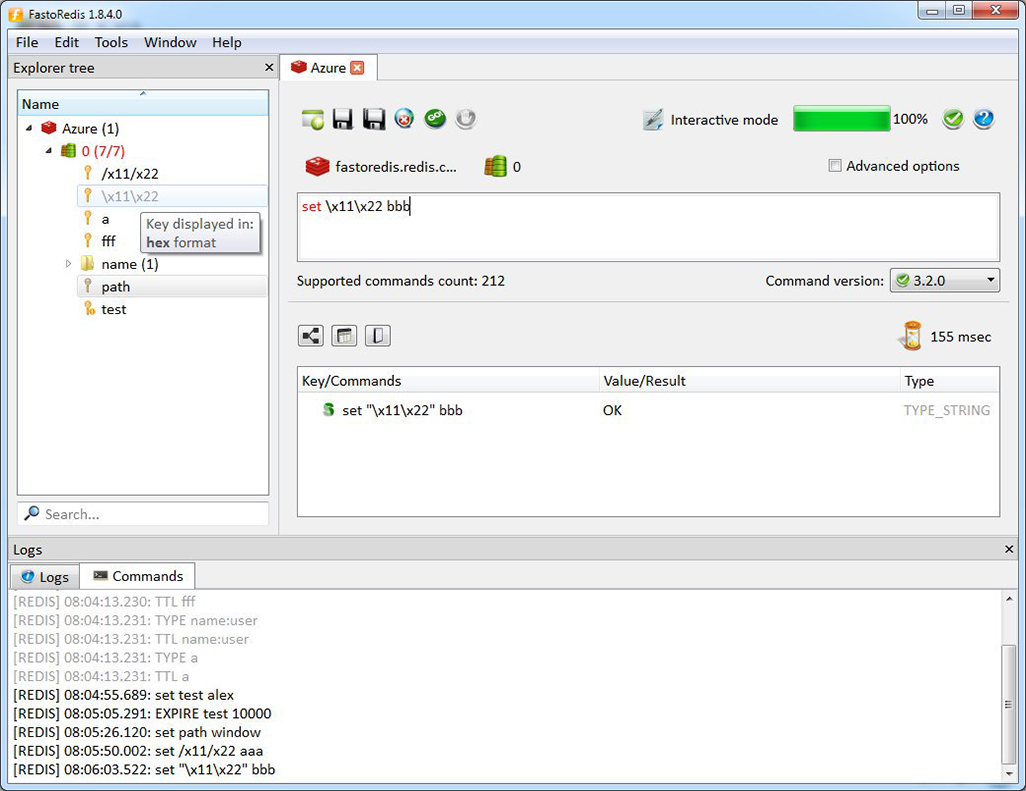 FastoRedis 1.8.4.0
File Edit Tools Window Help
Explorer tree
Name
Azure (1)
0 (7/7)
/x11/x22
\x11\x22
a
fff
name (1)
path
test
Key displayed in:
hex format
Search...
Azure
GO
Interactive mode
100%
fastoredis.redis.c...
0
Advanced options
set \x11\x22 bbb
Supported commands count: 212
Command version: 3.2.0
155 msec
Key/Commands Value/Result Type
set "\x11\x22" bbb OK TYPE_STRING
Logs
Logs Commands
[REDIS] 08:04:13.230: TTL fff
[REDIS] 08:04:13.231: TYPE name:user
[REDIS] 08:04:13.231: TTL name:user
[REDIS] 08:04:13.231: TYPE a
[REDIS] 08:04:13.231: TTL a
[REDIS] 08:04:55.689: set test alex
[REDIS] 08:05:05.291: EXPIRE test 10000
[REDIS] 08:05:26.120: set path window
[REDIS] 08:05:50.002: set /x11/x22 aaa
[REDIS] 08:06:03.522: set "\x11\x22" bbb